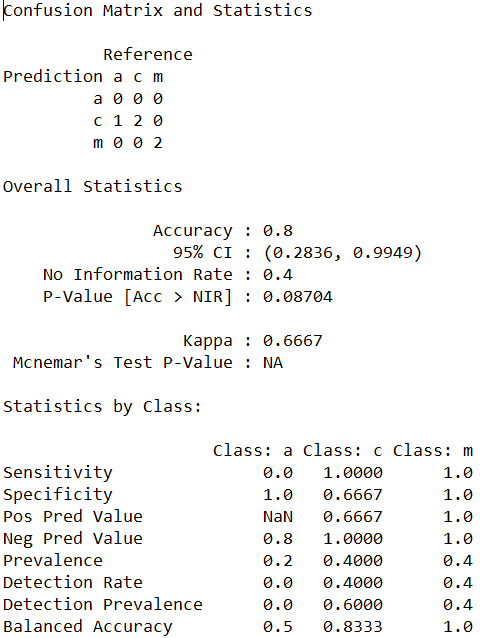 Confusion Matrix and Statistics
Reference
Prediction a c m
a 0 0 0
c 1 2 0
m 0 0 2
Overall Statistics
Accuracy : 0.8
95% CI : (0.2836, 0.9949)
No Information Rate : 0.4
P-Value [Acc > NIR] : 0.08704
Kappa : 0.6667
Mcnemar's Test P-Value : NA
Statistics by Class:
Class: a Class: c Class: m
Sensitivity 0.0 1.0000 1.0
Specificity 1.0 0.6667 1.0
Pos Pred Value NaN 0.6667 1.0
Neg Pred Value 0.8 1.0000 1.0
Prevalence 0.2 0.4000 0.4
Detection Rate 0.0 0.4000 0.4
Detection Prevalence 0.0 0.6000 0.4
Balanced Accuracy 0.5 0.8333 1.0